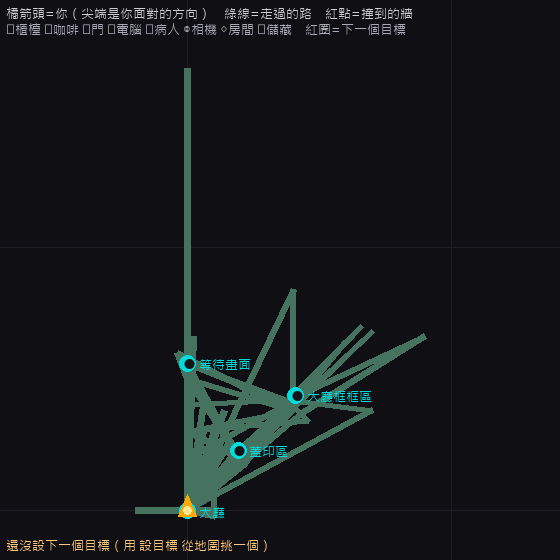 橘箭頭=你（尖端是你面對的方向） 綠線=走過的路 紅點=撞到的牆
櫃檯 咖啡 門 電腦 病人 相機 房間 儲藏 紅圈=下一個目標
等待畫面
大廳框框區
蓋印區
大廳
還沒設下一個目標（用 設目標 從地圖挑一個）